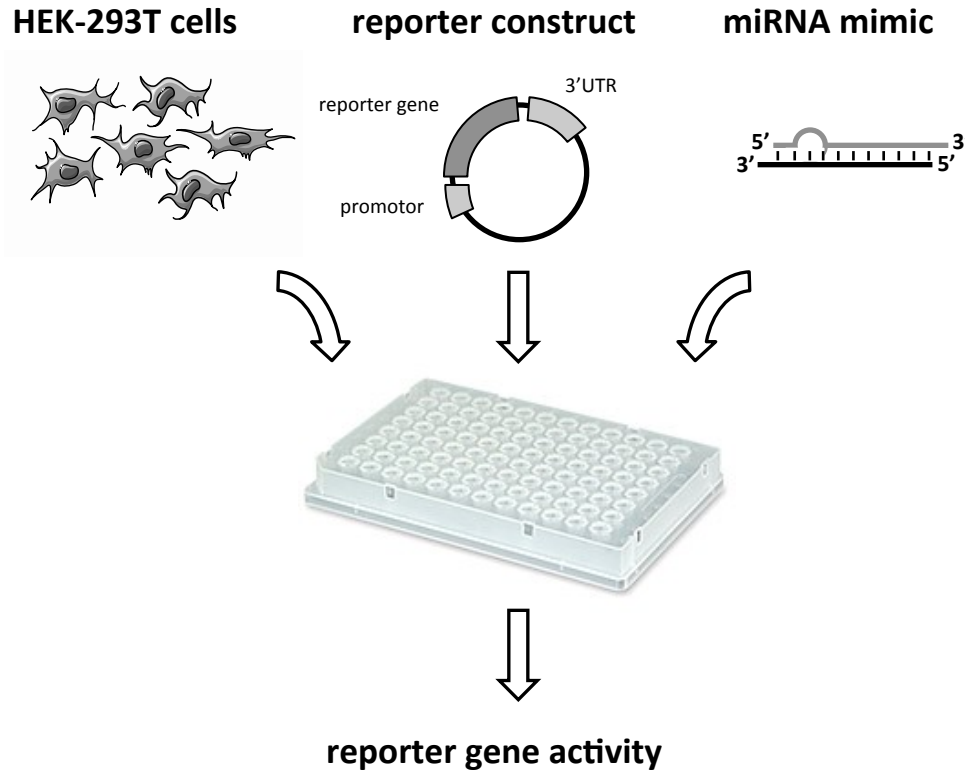 HEK-293T cells
reporter construct
miRNA mimic
3’UTR
reporter gene
promotor
5’
3
3’
5’
reporter gene activity